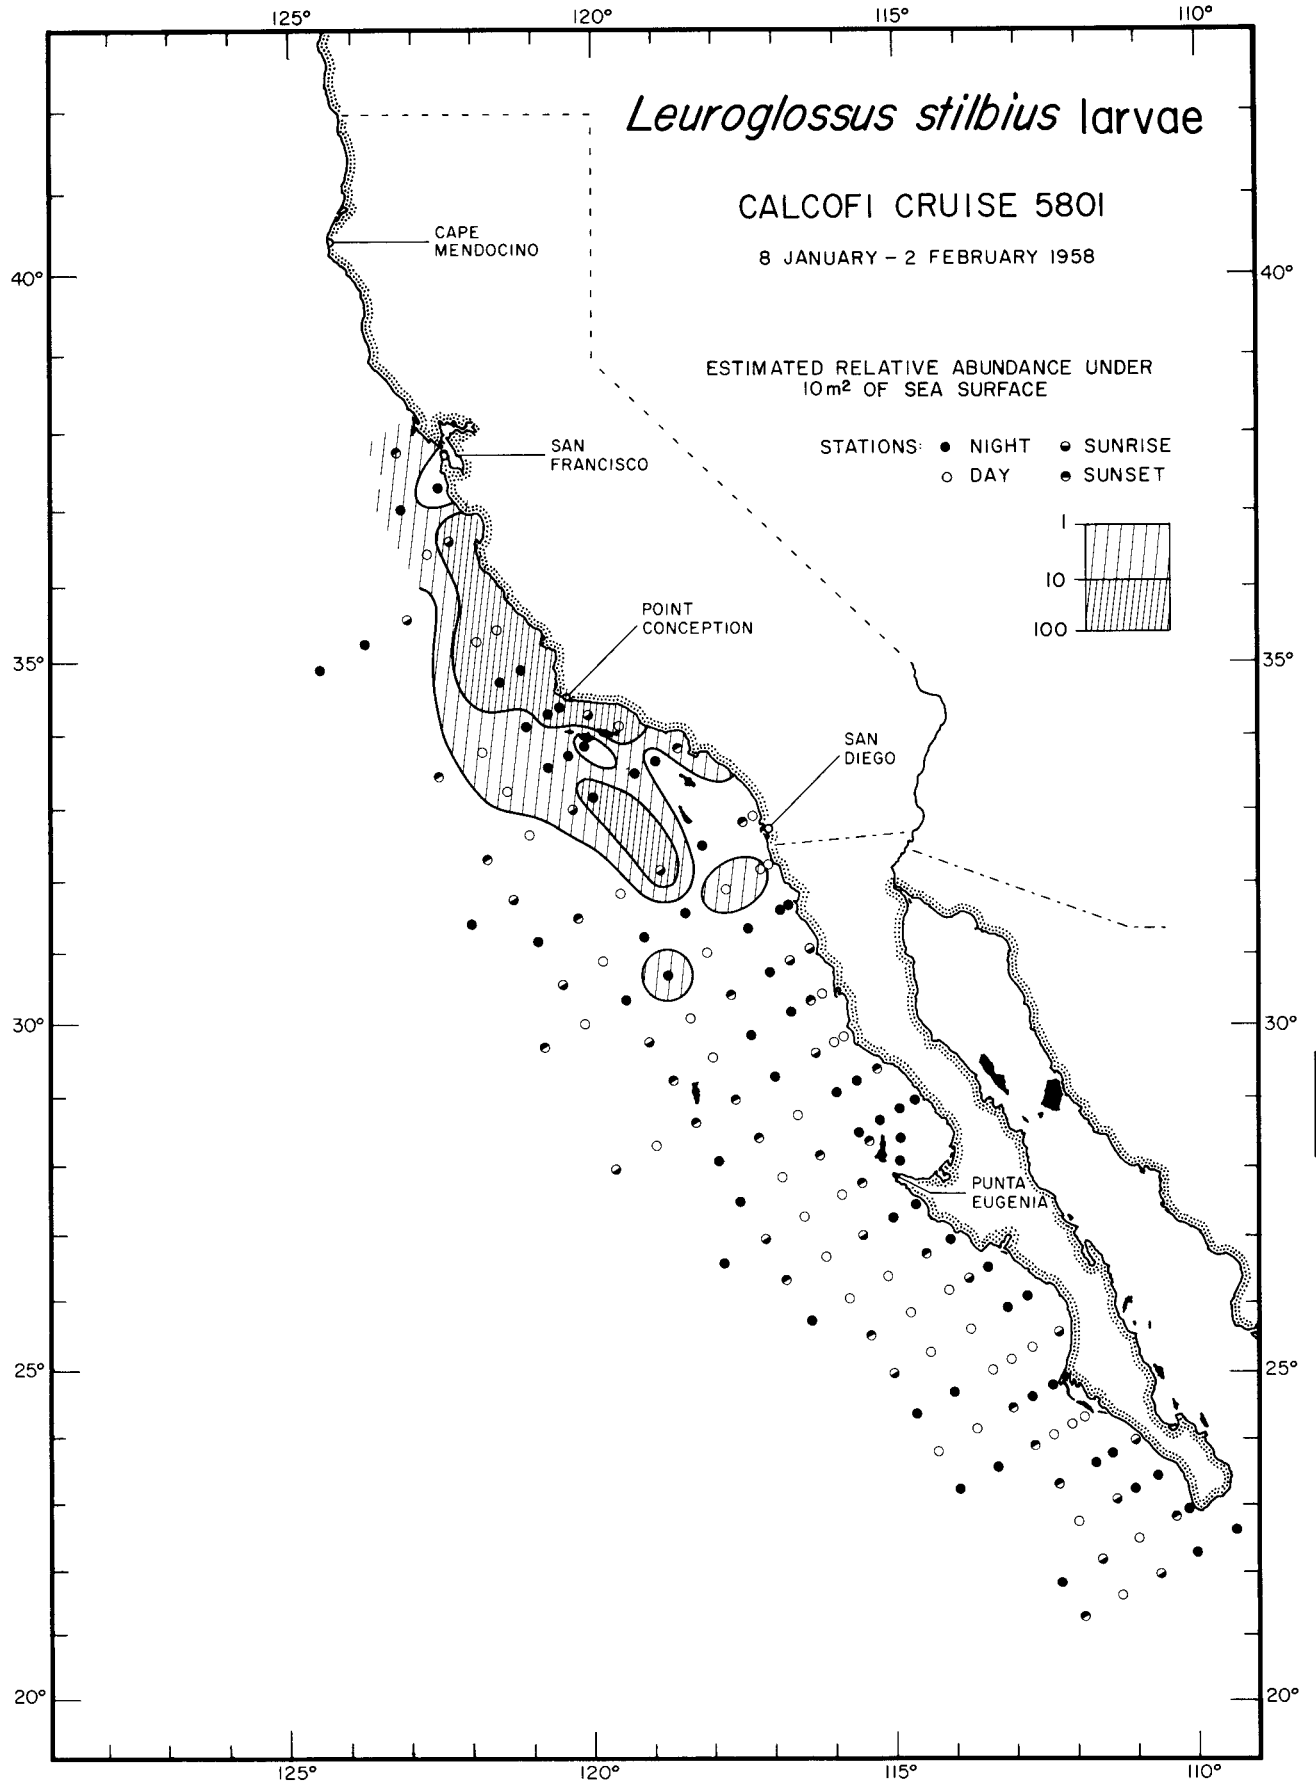 125° 120° 115° 110°
Leuroglossus stilbius larvae
CALCOFI CRUISE 5801
8 JANUARY – 2 FEBRUARY 1958
CAPE
MENDOCINO
40° 40°
ESTIMATED RELATIVE ABUNDANCE UNDER
10m² OF SEA SURFACE
STATIONS: NIGHT SUNRISE
DAY SUNSET
SAN
FRANCISCO
1
10
100
POINT
CONCEPTION
35° 35°
SAN
DIEGO
30° 30°
PUNTA
EUGENIA
25° 25°
20° 20°
125° 120° 115° 110°